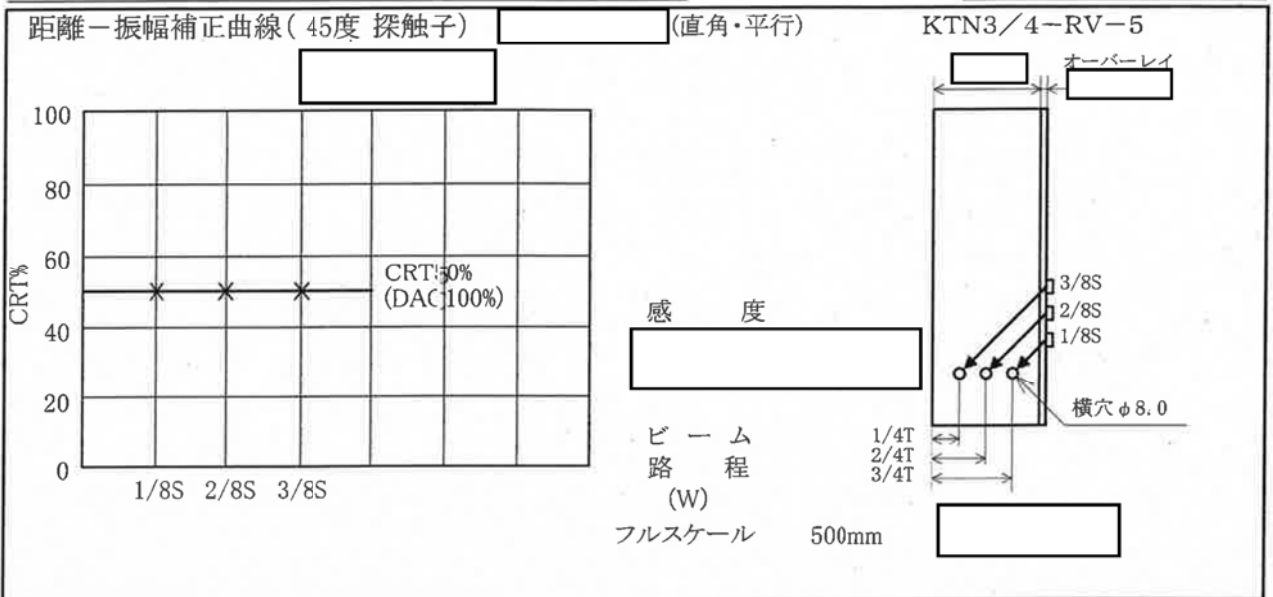 距離－振幅補正曲線( 45度 探触子)
(直角・平行)
KTN3／4－RV－5
オーバーレイ
100
80
60
40
20
0
CRT%
CRT50%
(DAC100%)
1/8S 2/8S 3/8S
感 度
ビ ー ム
路 程
(W)
フルスケール 500mm
3/8S
2/8S
1/8S
横穴φ8.0
1/4T
2/4T
3/4T